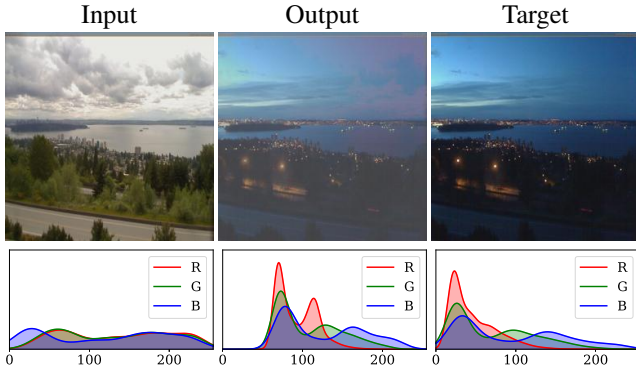 Input Output Target
R R R
G G G
B B B
0 100 200 0 100 200 0 100 200